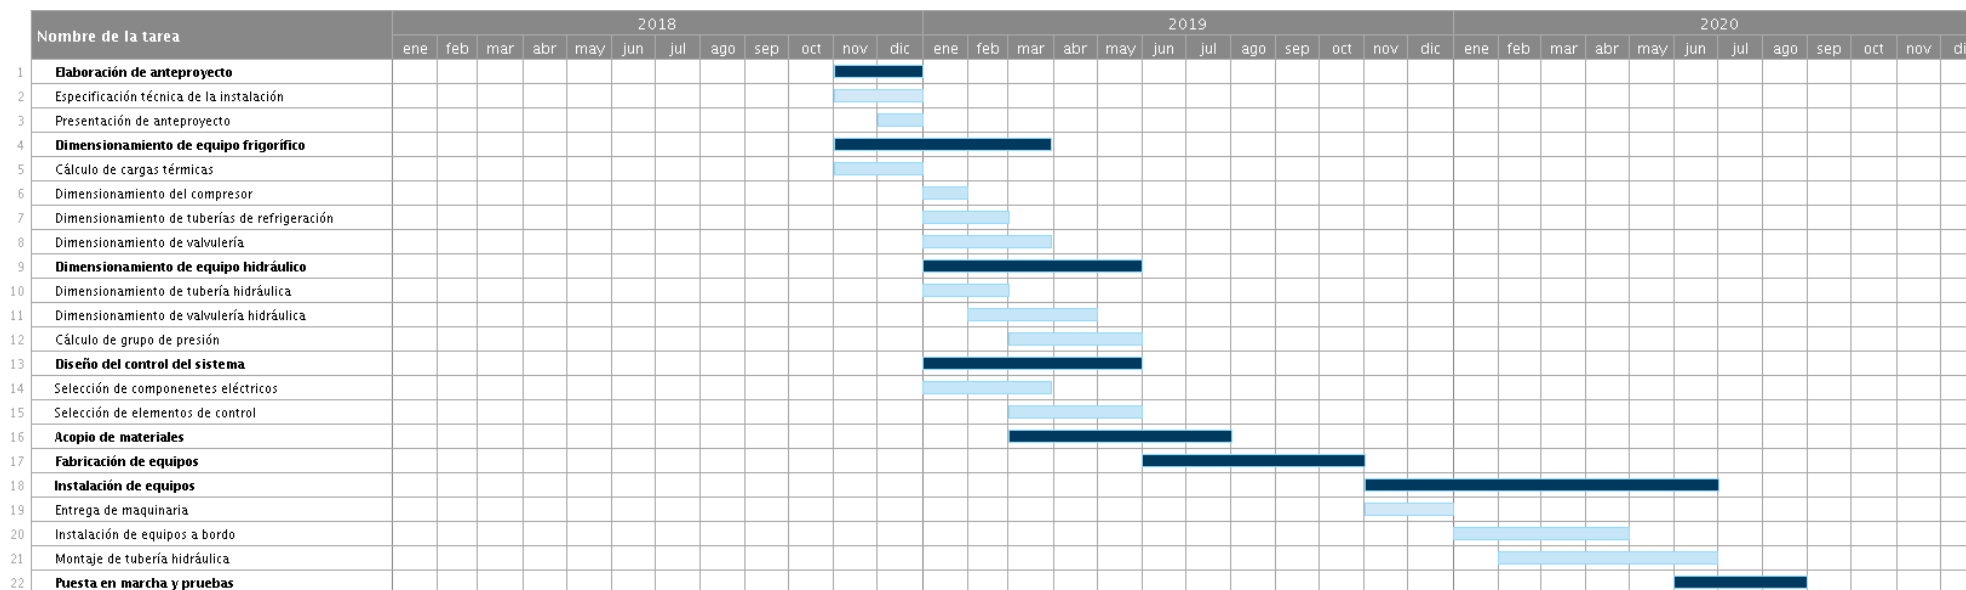 Nombre de la tarea
2018 2019 2020
ene feb mar abr may jun jul ago sep oct nov dic ene feb mar abr may jun jul ago sep oct nov dic ene feb mar abr may jun jul ago sep oct nov di
1 Elaboración de anteproyecto
2 Especificación técnica de la instalación
3 Presentación de anteproyecto
4 Dimensionamiento de equipo frigorífico
5 Cálculo de cargas térmicas
6 Dimensionamiento del compresor
7 Dimensionamiento de tuberías de refrigeración
8 Dimensionamiento de valvulería
9 Dimensionamiento de equipo hidráulico
10 Dimensionamiento de tubería hidráulica
11 Dimensionamiento de valvulería hidráulica
12 Cálculo de grupo de presión
13 Diseño del control del sistema
14 Selección de componenetes eléctricos
15 Selección de elementos de control
16 Acopio de materiales
17 Fabricación de equipos
18 Instalación de equipos
19 Entrega de maquinaria
20 Instalación de equipos a bordo
21 Montaje de tubería hidráulica
22 Puesta en marcha y pruebas